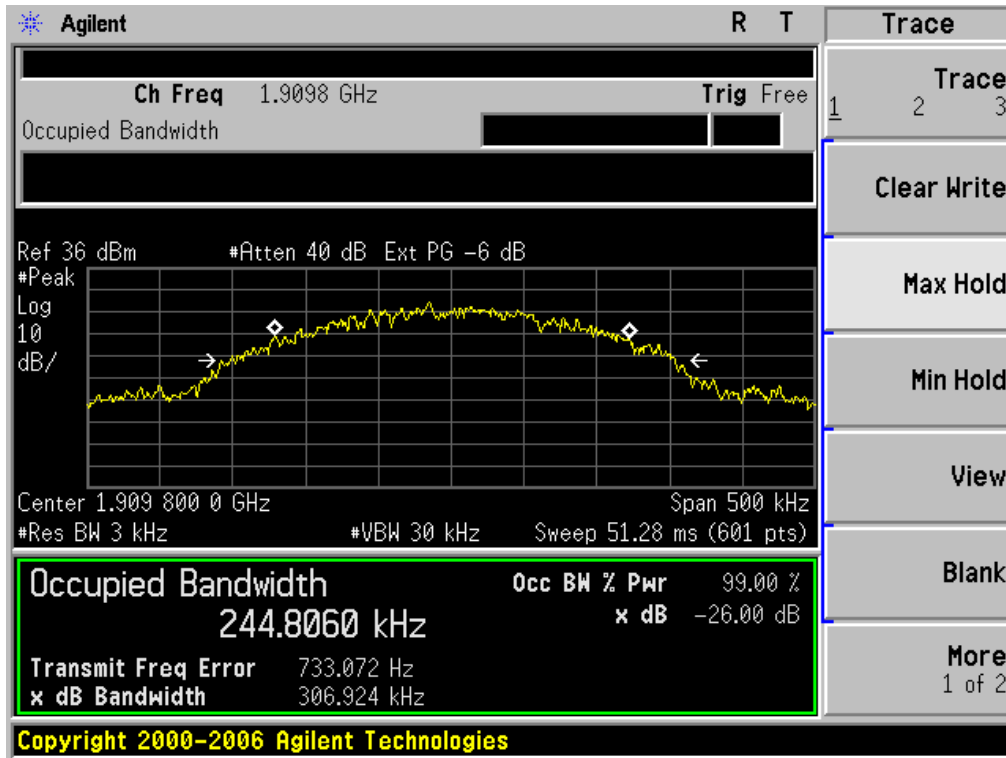 Agilent R T Trace
Ch Freq 1.9098 GHz Trig Free
Occupied Bandwidth
Trace
1 2 3
Clear Write
Max Hold
Min Hold
View
Blank
More
1 of 2
Ref 36 dBm #Atten 40 dB Ext PG -6 dB
#Peak
Log
10
dB/
Center 1.909 800 0 GHz Span 500 kHz
#Res BW 3 kHz #VBW 30 kHz Sweep 51.28 ms (601 pts)
Occupied Bandwidth Occ BW % Pwr 99.00 %
244.8060 kHz x dB -26.00 dB
Transmit Freq Error 733.072 Hz
x dB Bandwidth 306.924 kHz
Copyright 2000-2006 Agilent Technologies